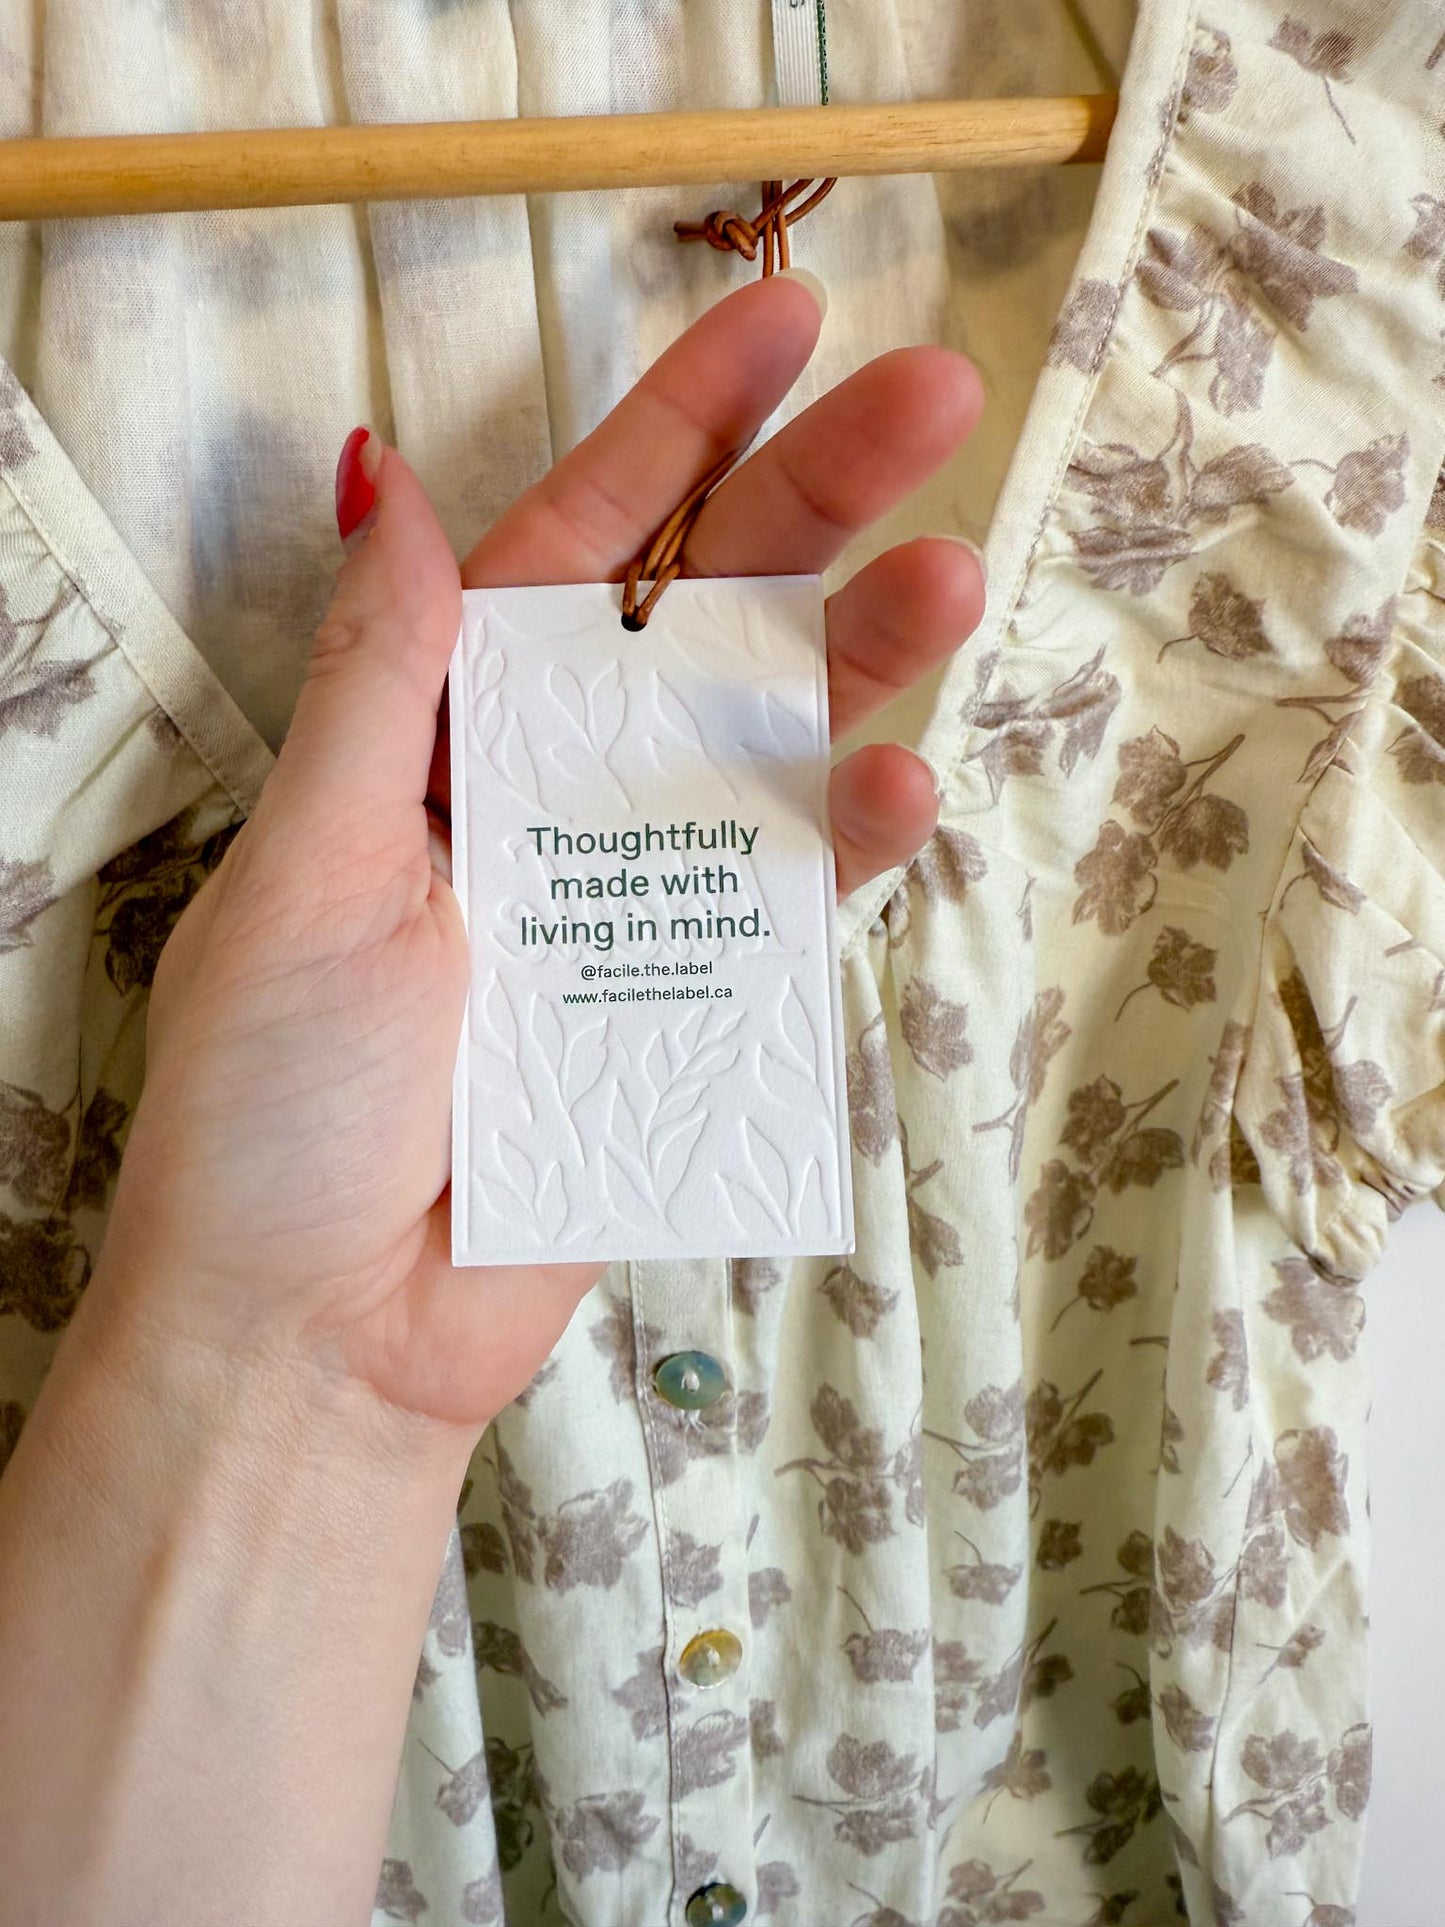 Thoughtfully
made with
living in mind.
@facile.the.label
www.facilethelabel.ca